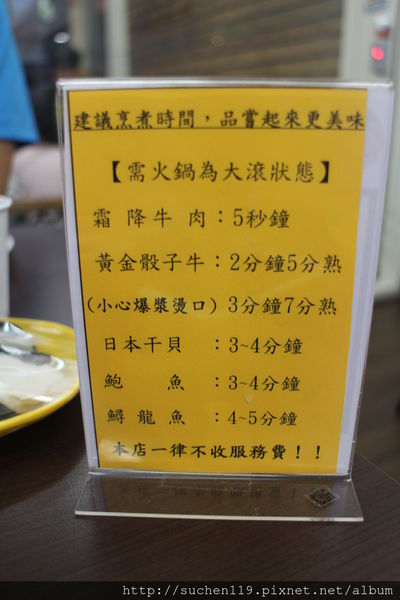 建議烹煮時間，品嘗起來更美味
【需火鍋為大滾狀態】
霜降牛肉：5秒鐘
黃金骰子牛：2分鐘5分熟
(小心爆漿燙口) 3分鐘7分熟
日本干貝：3~4分鐘
鮑魚：3~4分鐘
鱘龍魚：4~5分鐘
本店一律不收服務費！！
http://suchen119.pixnet.net/album